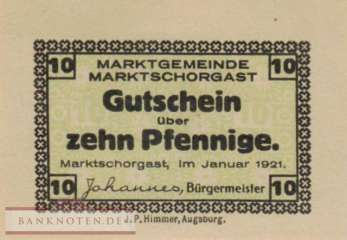 10 MARKTGEMEINDE 10
MARKTSCHORGAST
Gutschein
über
zehn Pfennige.
Marktschorgast, im Januar 1921.
10 Johannes, Bürgermeister 10
J. P. Himmer, Augsburg.
BANKNOTEN.DE